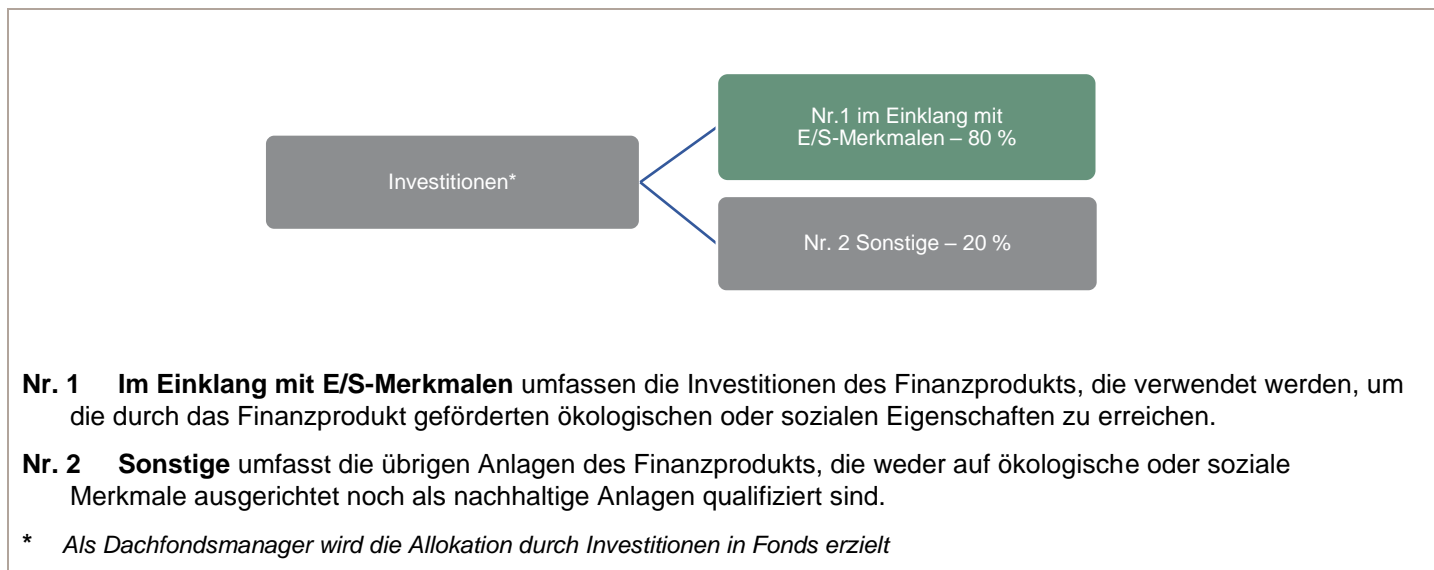 Nr.1 im Einklang mit
E/S-Merkmalen – 80 %
Investitionen*
Nr. 2 Sonstige – 20 %
Nr. 1 Im Einklang mit E/S-Merkmalen umfassen die Investitionen des Finanzprodukts, die verwendet werden, um
die durch das Finanzprodukt geförderten ökologischen oder sozialen Eigenschaften zu erreichen.
Nr. 2 Sonstige umfasst die übrigen Anlagen des Finanzprodukts, die weder auf ökologische oder soziale
Merkmale ausgerichtet noch als nachhaltige Anlagen qualifiziert sind.
* Als Dachfondsmanager wird die Allokation durch Investitionen in Fonds erzielt